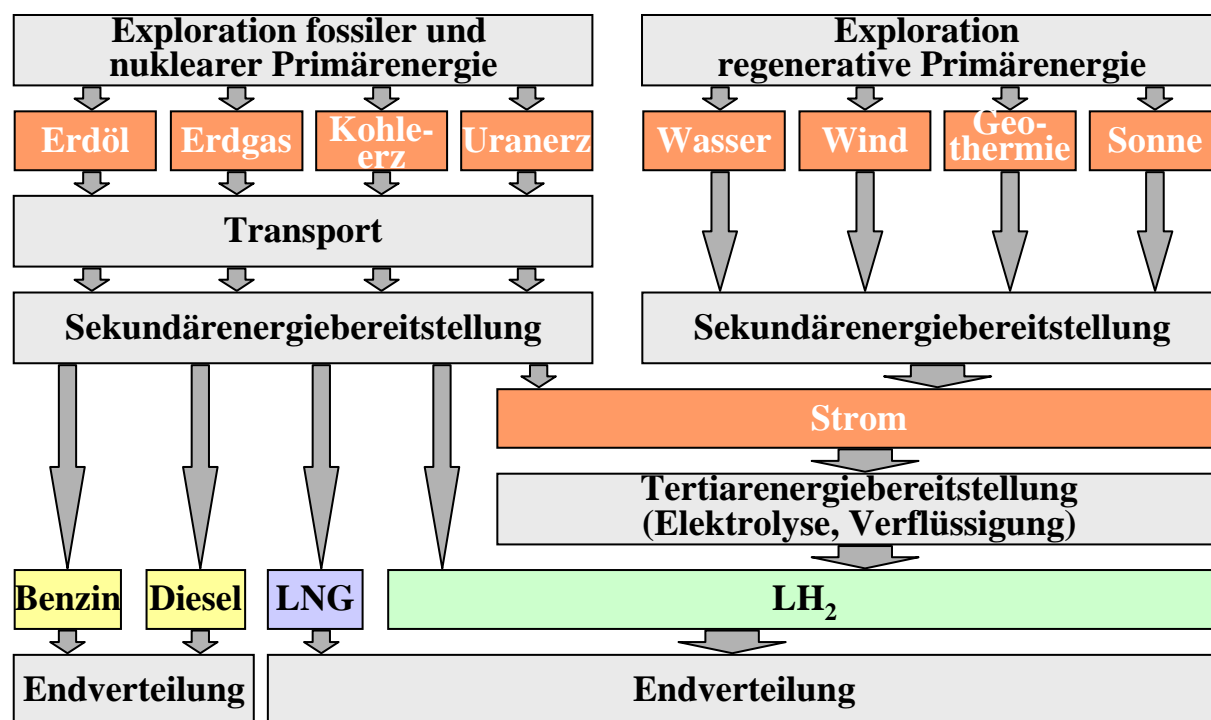 Exploration fossiler und
nuklearer Primärenergie
Exploration
regenerative Primärenergie
Erdöl
Erdgas
Kohle-
erz
Uranerz
Wasser
Wind
Geo-
thermie
Sonne
Transport
Sekundärenergiebereitstellung
Sekundärenergiebereitstellung
Strom
Tertiarenergiebereitstellung
(Elektrolyse, Verflüssigung)
Benzin
Diesel
LNG
LH₂
Endverteilung
Endverteilung